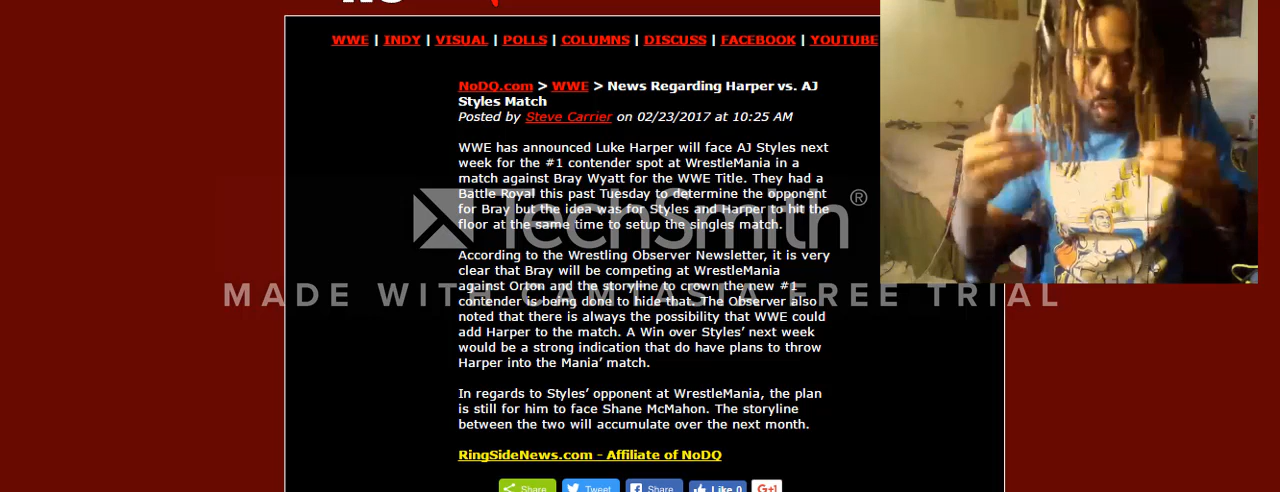 WWE | INDY | VISUAL | POLLS | COLUMNS | DISCUSS | FACEBOOK | YOUTUBE
NoDQ.com > WWE > News Regarding Harper vs. AJ
Styles Match
Posted by Steve Carrier on 02/23/2017 at 10:25 AM
WWE has announced Luke Harper will face AJ Styles next
week for the #1 contender spot at WrestleMania in a
match against Bray Wyatt for the WWE Title. They had a
Battle Royal this past Tuesday to determine the opponent
for Bray but the idea was for Styles and Harper to hit the
floor at the same time to setup the singles match.
TechSmith®
According to the Wrestling Observer Newsletter, it is very
clear that Bray will be competing at WrestleMania
against Orton and the storyline to crown the new #1
contender is being done to hide that. The Observer also
noted that there is always the possibility that WWE could
add Harper to the match. A Win over Styles’ next week
would be a strong indication that do have plans to throw
Harper into the Mania’ match.
MADE WITH CAMTASIA FREE TRIAL
In regards to Styles’ opponent at WrestleMania, the plan
is still for him to face Shane McMahon. The storyline
between the two will accumulate over the next month.
RingSideNews.com - Affiliate of NoDQ
Share Tweet Share Like 0 G+1